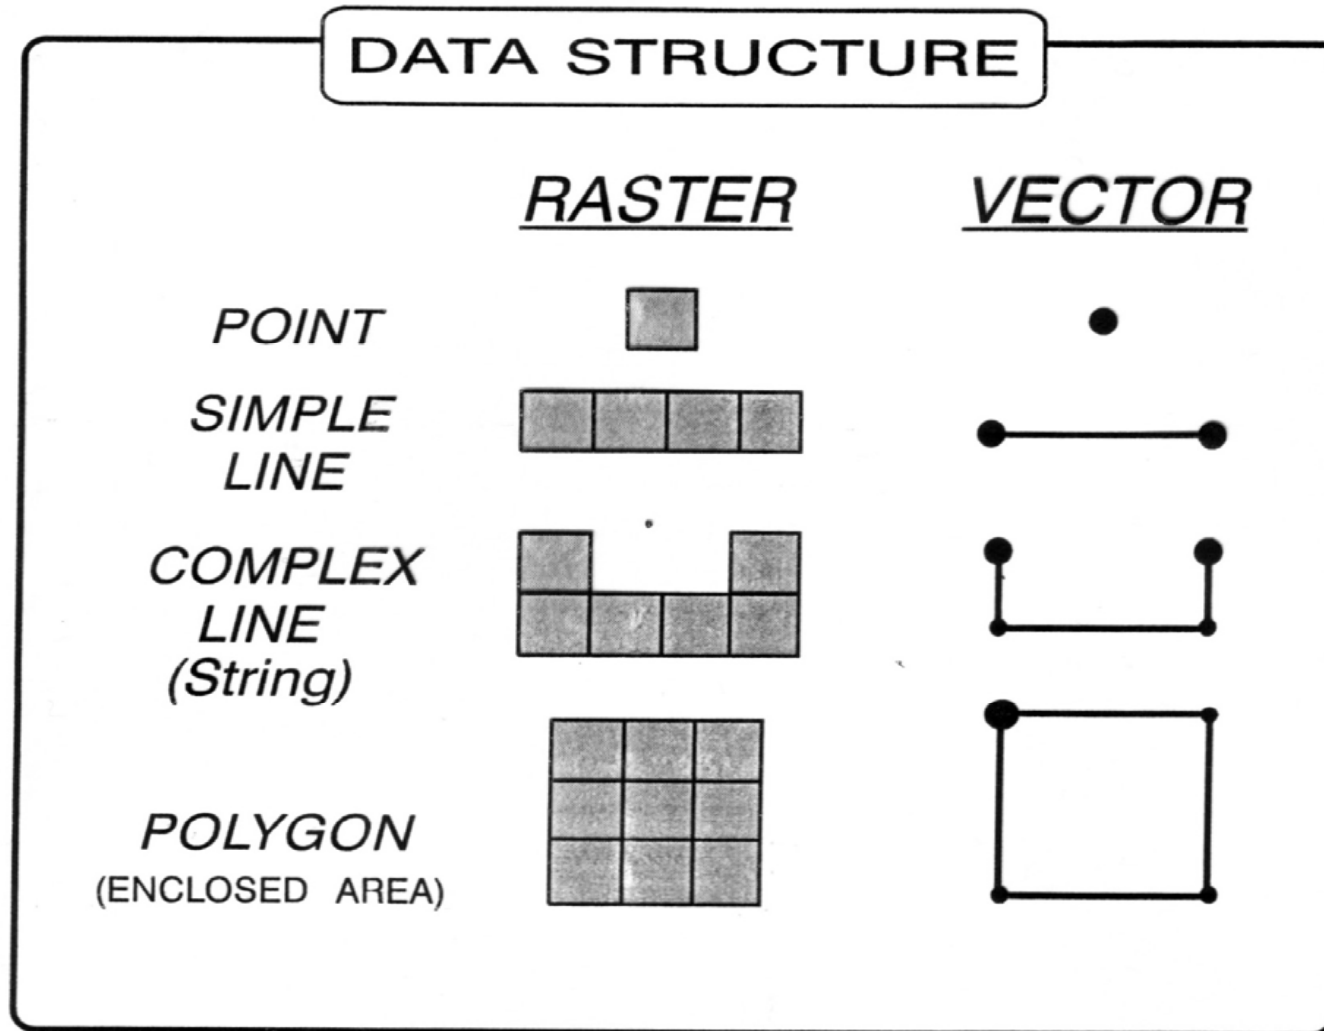 DATA STRUCTURE
RASTER VECTOR
POINT
SIMPLE
LINE
COMPLEX
LINE
(String)
POLYGON
(ENCLOSED AREA)